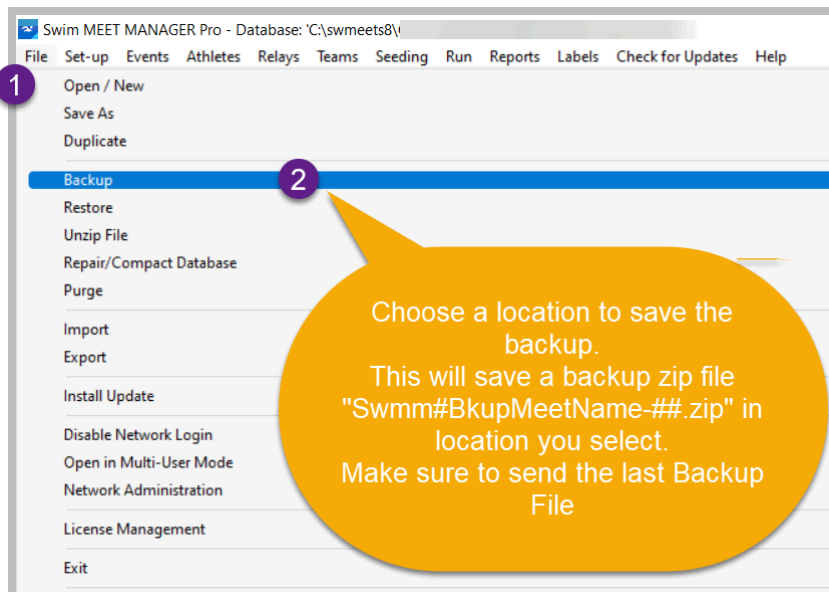 Swim MEET MANAGER Pro - Database: 'C:\swmeets8\
File Set-up Events Athletes Relays Teams Seeding Run Reports Labels Check for Updates Help
1
Open / New
Save As
Duplicate
Backup
2
Restore
Unzip File
Repair/Compact Database
Purge
Import
Export
Install Update
Disable Network Login
Open in Multi-User Mode
Network Administration
License Management
Exit
Choose a location to save the
backup.
This will save a backup zip file
"Swmm#BkupMeetName-##.zip" in
location you select.
Make sure to send the last Backup
File